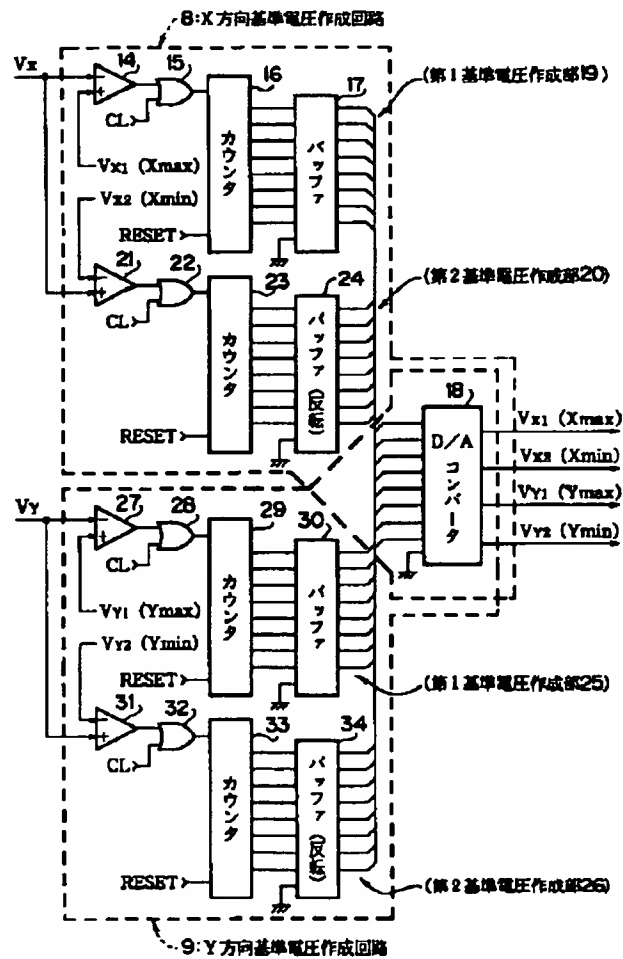 8:X方向基準電圧作成回路
VX
14
15
16
17
(第1基準電圧作成部19)
カウンタ
バッファ
CL
VX1 (Xmax)
VX2 (Xmin)
RESET
21
22
23
24
(第2基準電圧作成部20)
カウンタ
バッファ(反転)
CL
RESET
18
D/Aコンバータ
VX1 (Xmax)
VX2 (Xmin)
VY1 (Ymax)
VY2 (Ymin)
VY
27
28
29
30
カウンタ
バッファ
CL
VY1 (Ymax)
VY2 (Ymin)
RESET
(第1基準電圧作成部25)
31
32
33
34
カウンタ
バッファ(反転)
CL
RESET
(第2基準電圧作成部26)
9:Y方向基準電圧作成回路